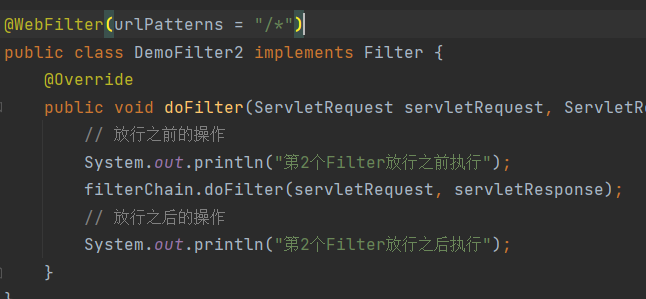 @WebFilter(urlPatterns = "/*")
public class DemoFilter2 implements Filter {
@Override
public void doFilter(ServletRequest servletRequest, ServletR
// 放行之前的操作
System.out.println("第2个Filter放行之前执行");
filterChain.doFilter(servletRequest, servletResponse);
// 放行之后的操作
System.out.println("第2个Filter放行之后执行");
}
}